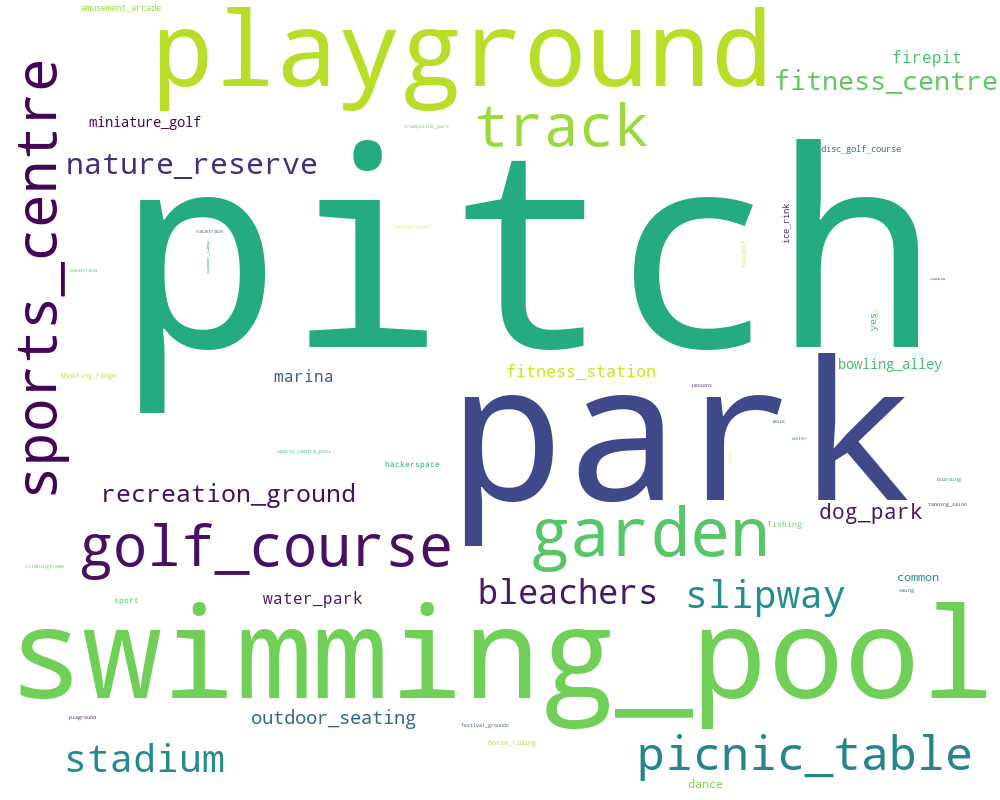 amusement_arcade
playground
firepit
fitness_centre
sports_centre
miniature_golf
track
trampoline_park
nature_reserve
disc_golf_course
pitch
ice_rink
racetrack
summer_camp
disc_golf
bandstand
yes
shooting_range
marina
fitness_station
bowling_alley
park
lessons
maik
water
sports_centre_pool
hackerspace
boarding
recreation_ground
tanning_salon
dog_park
fishing
golf_course
garden
climbingframe
common
swing
sport
water_park
bleachers
slipway
swimming_pool
plaground
outdoor_seating
festival_grounds
horse_riding
stadium
picnic_table
dance